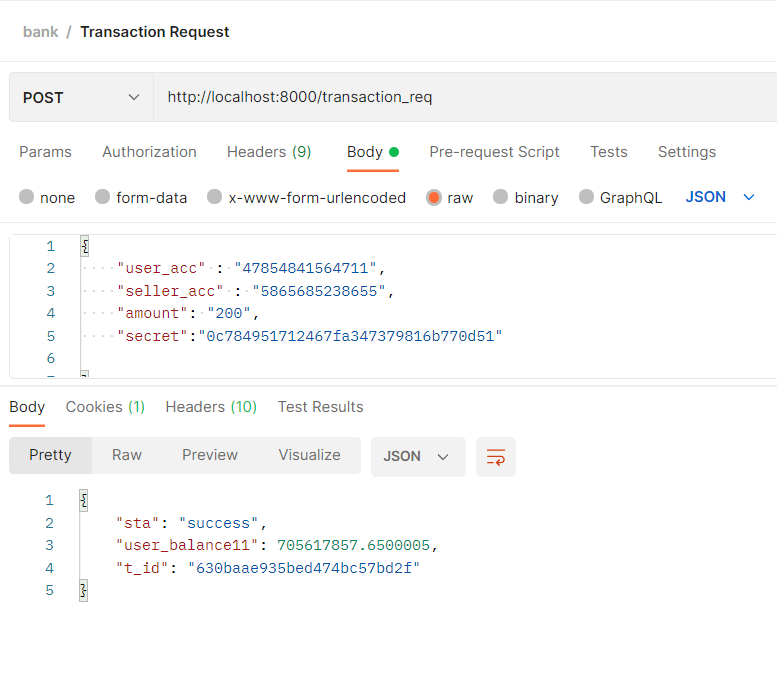 bank / Transaction Request
POST http://localhost:8000/transaction_req
Params Authorization Headers (9) Body Pre-request Script Tests Settings
none form-data x-www-form-urlencoded raw binary GraphQL JSON
1 {
2 "user_acc" : "47854841564711",
3 "seller_acc" : "5865685238655",
4 "amount": "200",
5 "secret":"0c784951712467fa347379816b770d51"
6
Body Cookies (1) Headers (10) Test Results
Pretty Raw Preview Visualize JSON
1 {
2 "sta": "success",
3 "user_balance11": 705617857.6500005,
4 "t_id": "630baae935bed474bc57bd2f"
5 }